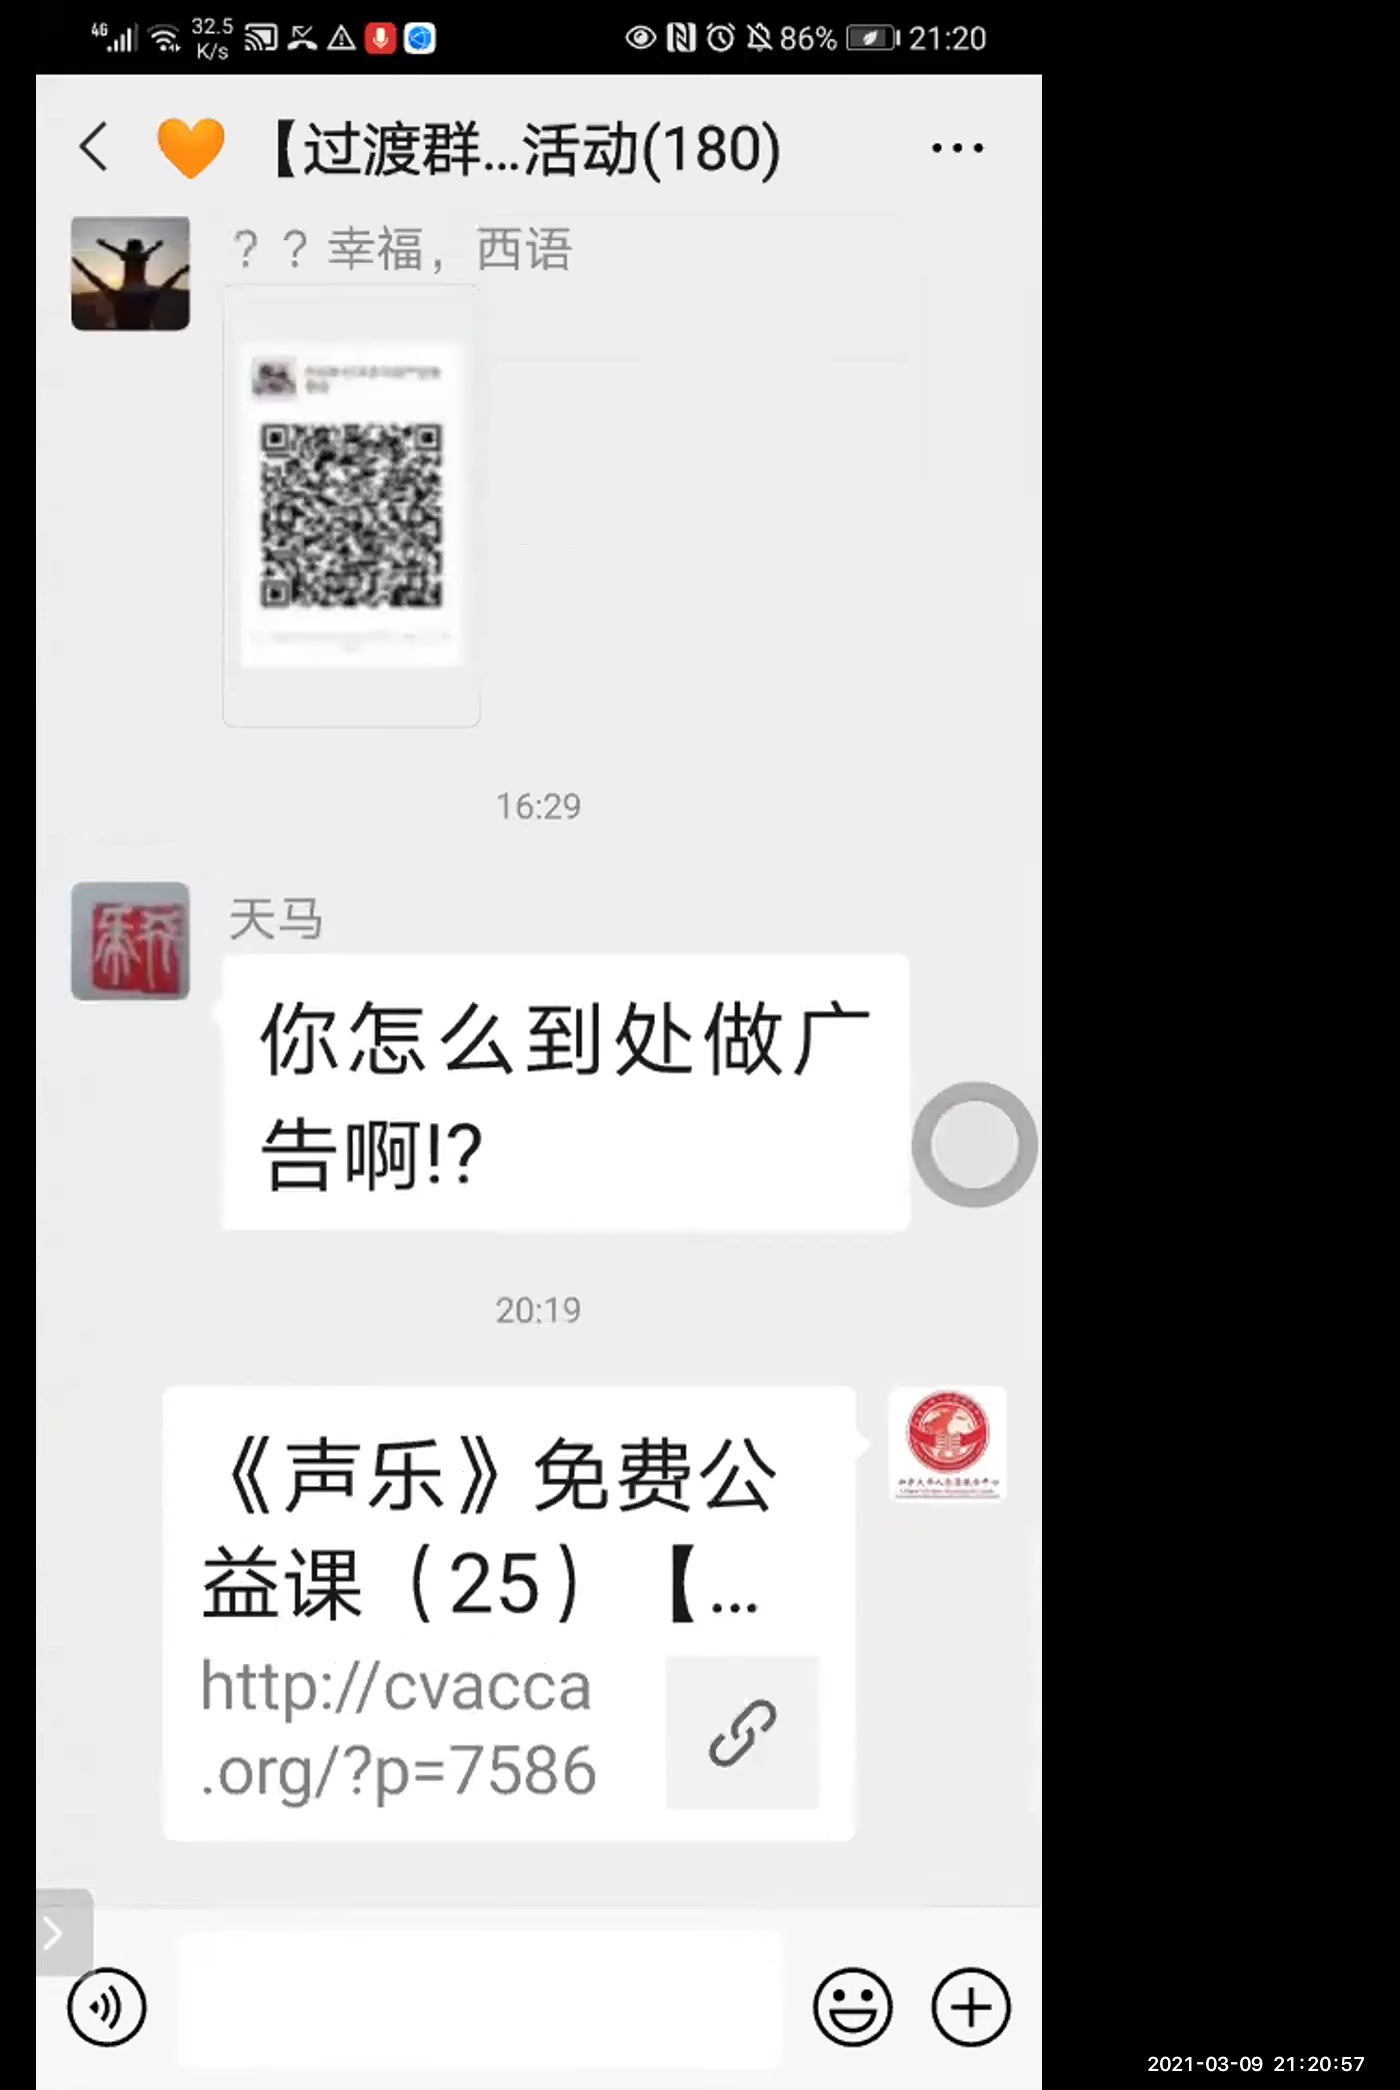 4G 32.5 K/s 86% 21:20
🧡 【过渡群...活动(180)
？？幸福，西语
16:29
天马
你怎么到处做广
告啊!?
20:19
《声乐》免费公
益课（25）【...
http://cvacca
.org/?p=7586
2021-03-09 21:20:57